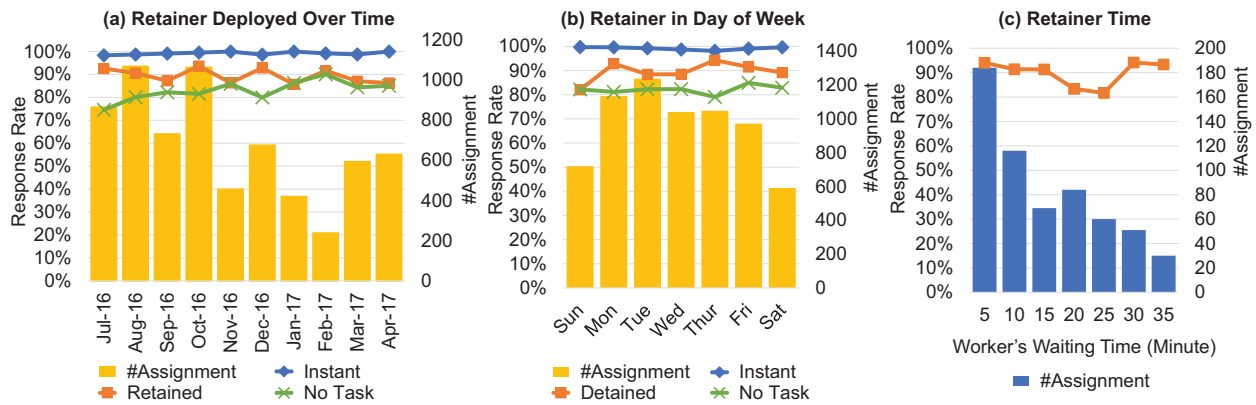 (a) Retainer Deployed Over Time
100%
90%
80%
70%
60%
50%
40%
30%
20%
10%
0%
Response Rate
1200
1000
800
600
400
200
0
#Assignment
Jul-16
Aug-16
Sep-16
Oct-16
Nov-16
Dec-16
Jan-17
Feb-17
Mar-17
Apr-17
#Assignment
Instant
Retained
No Task
(b) Retainer in Day of Week
100%
90%
80%
70%
60%
50%
40%
30%
20%
10%
0%
Response Rate
1400
1200
1000
800
600
400
200
0
#Assignment
Sun
Mon
Tue
Wed
Thur
Fri
Sat
#Assignment
Instant
Detained
No Task
(c) Retainer Time
100%
90%
80%
70%
60%
50%
40%
30%
20%
10%
0%
Response Rate
200
180
160
140
120
100
80
60
40
20
0
#Assignment
5 10 15 20 25 30 35
Worker's Waiting Time (Minute)
#Assignment